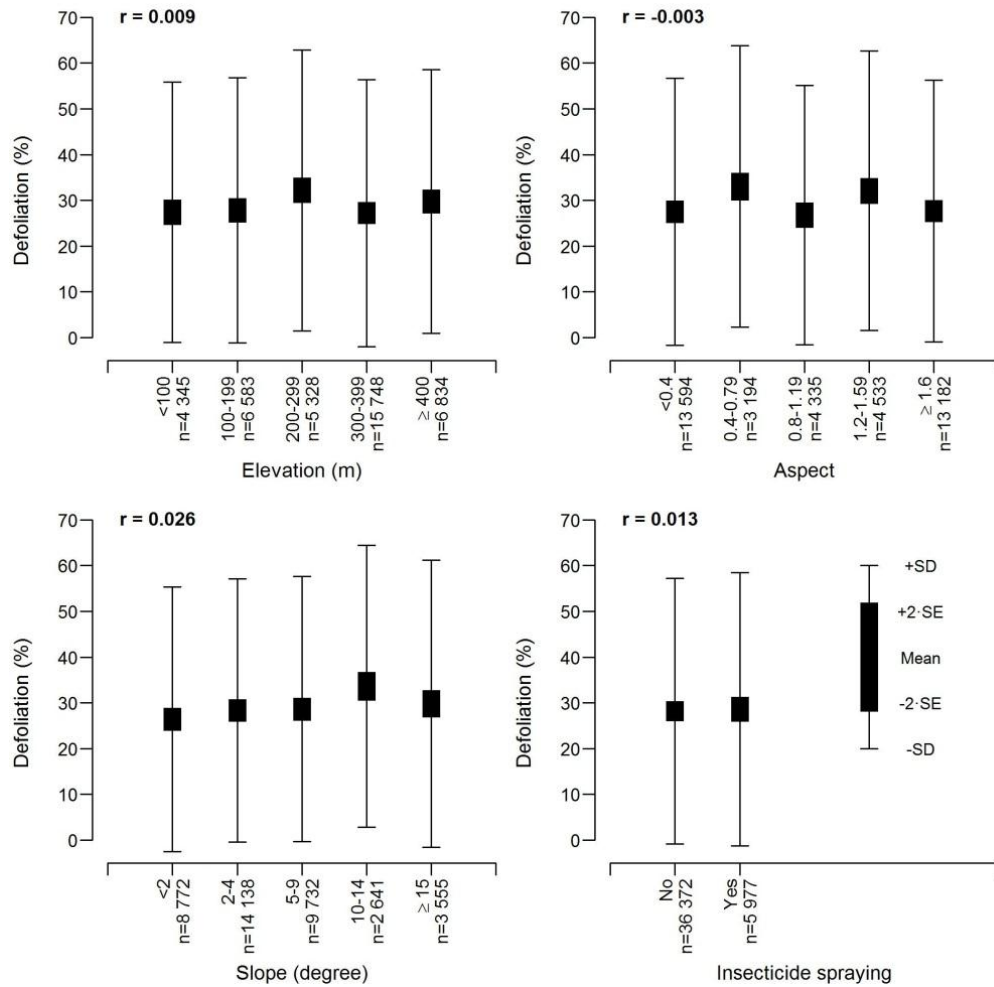 r = 0.009
70
60
50
40
30
20
10
0
Defoliation (%)
<100
n=4 345
100-199
n=6 583
200-299
n=5 328
300-399
n=15 748
≥ 400
n=6 834
Elevation (m)
r = -0.003
70
60
50
40
30
20
10
0
Defoliation (%)
<0.4
n=13 594
0.4-0.79
n=3 194
0.8-1.19
n=4 335
1.2-1.59
n=4 533
≥ 1.6
n=13 182
Aspect
r = 0.026
70
60
50
40
30
20
10
0
Defoliation (%)
<2
n=8 772
2-4
n=14 138
5-9
n=9 732
10-14
n=2 641
≥ 15
n=3 555
Slope (degree)
r = 0.013
70
60
50
40
30
20
10
0
Defoliation (%)
No
n=36 372
Yes
n=5 977
Insecticide spraying
+SD
+2·SE
Mean
-2·SE
-SD